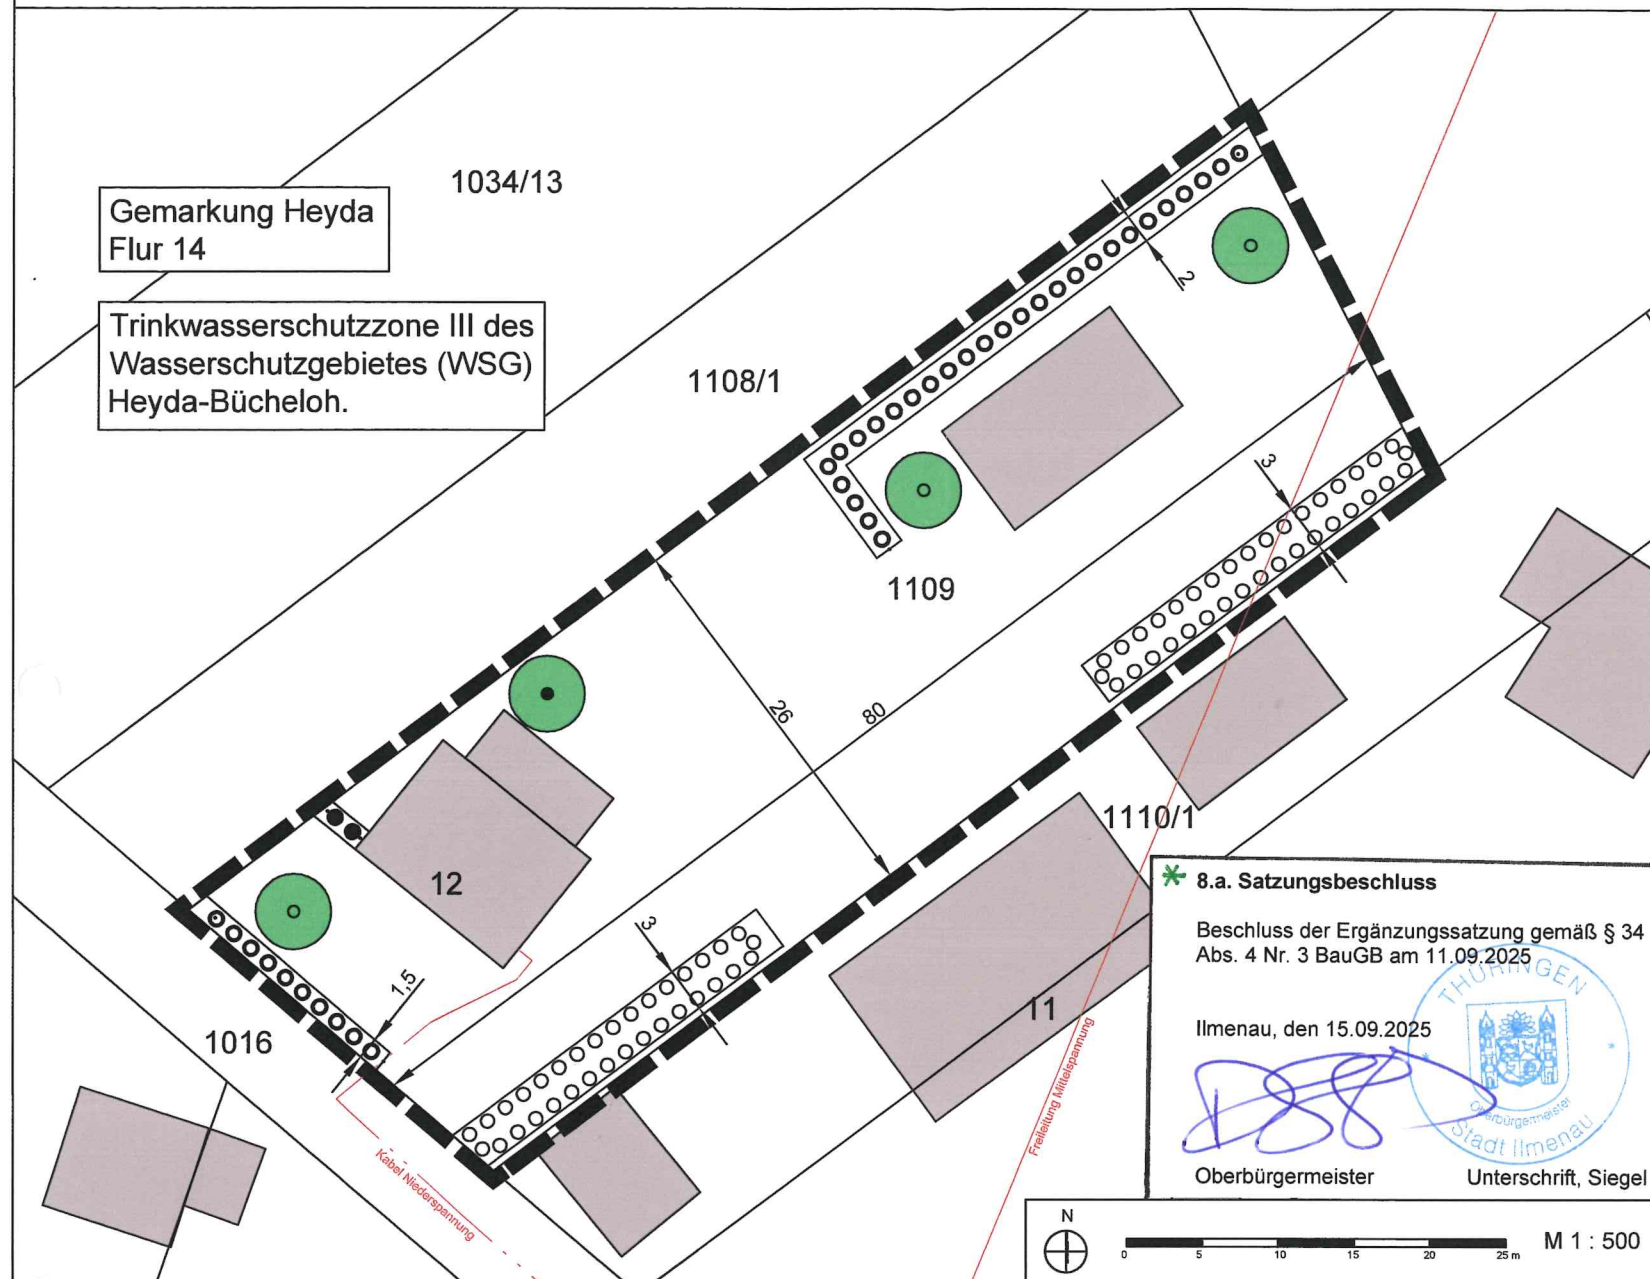 1034/13
Gemarkung Heyda
Flur 14
Trinkwasserschutzzone III des
Wasserschutzgebietes (WSG)
Heyda-Bücheloh.
1108/1
2
3
1109
26
80
1110/1
12
3
1,5
11
1016
Kabel Niederspannung
Freileitung Mittelspannung
* 8.a. Satzungsbeschluss
Beschluss der Ergänzungssatzung gemäß § 34
Abs. 4 Nr. 3 BauGB am 11.09.2025
Ilmenau, den 15.09.2025
THÜRINGEN
Oberbürgermeister
Stadt Ilmenau
Oberbürgermeister Unterschrift, Siegel
N
0 5 10 15 20 25 m
M 1 : 500